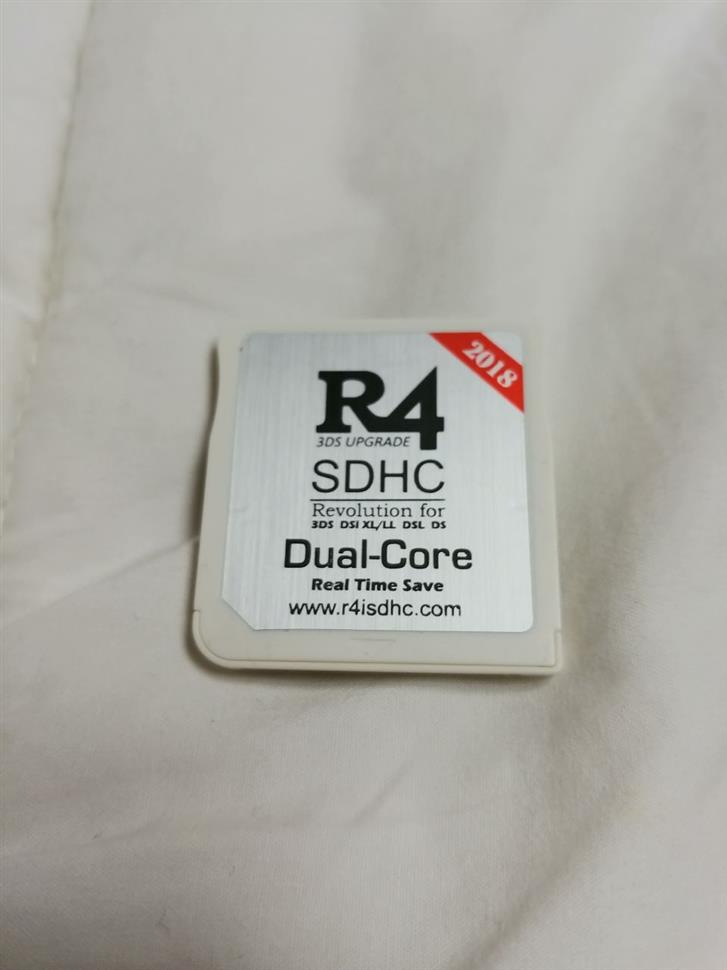 2018
R4
3DS UPGRADE
SDHC
Revolution for
3DS DSi XL/LL DSL DS
Dual-Core
Real Time Save
www.r4isdhc.com